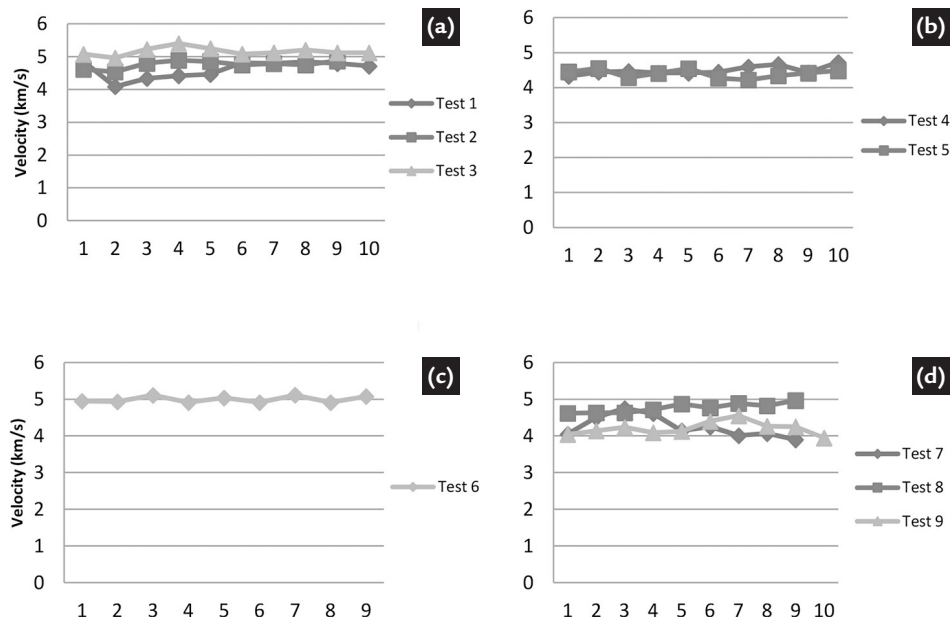 (a)
Velocity (km/s)
6
5
4
3
2
1
0
1 2 3 4 5 6 7 8 9 10
Test 1
Test 2
Test 3
(b)
6
5
4
3
2
1
0
1 2 3 4 5 6 7 8 9 10
Test 4
Test 5
(c)
Velocity (km/s)
6
5
4
3
2
1
0
1 2 3 4 5 6 7 8 9
Test 6
(d)
6
5
4
3
2
1
0
1 2 3 4 5 6 7 8 9 10
Test 7
Test 8
Test 9